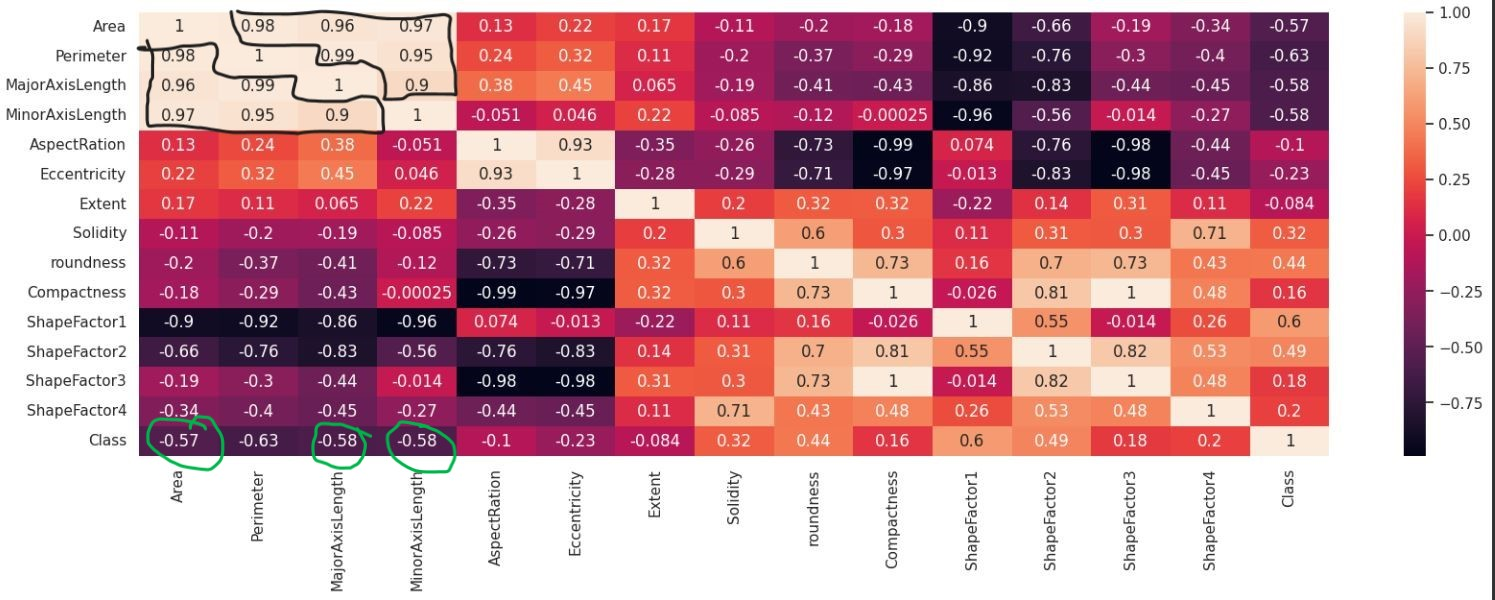 Area 1 0.98 0.96 0.97 0.13 0.22 0.17 -0.11 -0.2 -0.18 -0.9 -0.66 -0.19 -0.34 -0.57
Perimeter 0.98 1 0.99 0.95 0.24 0.32 0.11 -0.2 -0.37 -0.29 -0.92 -0.76 -0.3 -0.4 -0.63
MajorAxisLength 0.96 0.99 1 0.9 0.38 0.45 0.065 -0.19 -0.41 -0.43 -0.86 -0.83 -0.44 -0.45 -0.58
MinorAxisLength 0.97 0.95 0.9 1 -0.051 0.046 0.22 -0.085 -0.12 -0.00025 -0.96 -0.56 -0.014 -0.27 -0.58
AspectRation 0.13 0.24 0.38 -0.051 1 0.93 -0.35 -0.26 -0.73 -0.99 0.074 -0.76 -0.98 -0.44 -0.1
Eccentricity 0.22 0.32 0.45 0.046 0.93 1 -0.28 -0.29 -0.71 -0.97 -0.013 -0.83 -0.98 -0.45 -0.23
Extent 0.17 0.11 0.065 0.22 -0.35 -0.28 1 0.2 0.32 0.32 -0.22 0.14 0.31 0.11 -0.084
Solidity -0.11 -0.2 -0.19 -0.085 -0.26 -0.29 0.2 1 0.6 0.3 0.11 0.31 0.3 0.71 0.32
roundness -0.2 -0.37 -0.41 -0.12 -0.73 -0.71 0.32 0.6 1 0.73 0.16 0.7 0.73 0.43 0.44
Compactness -0.18 -0.29 -0.43 -0.00025 -0.99 -0.97 0.32 0.3 0.73 1 -0.026 0.81 1 0.48 0.16
ShapeFactor1 -0.9 -0.92 -0.86 -0.96 0.074 -0.013 -0.22 0.11 0.16 -0.026 1 0.55 -0.014 0.26 0.6
ShapeFactor2 -0.66 -0.76 -0.83 -0.56 -0.76 -0.83 0.14 0.31 0.7 0.81 0.55 1 0.82 0.53 0.49
ShapeFactor3 -0.19 -0.3 -0.44 -0.014 -0.98 -0.98 0.31 0.3 0.73 1 -0.014 0.82 1 0.48 0.18
ShapeFactor4 -0.34 -0.4 -0.45 -0.27 -0.44 -0.45 0.11 0.71 0.43 0.48 0.26 0.53 0.48 1 0.2
Class -0.57 -0.63 -0.58 -0.58 -0.1 -0.23 -0.084 0.32 0.44 0.16 0.6 0.49 0.18 0.2 1
Area
Perimeter
MajorAxisLength
MinorAxisLength
AspectRation
Eccentricity
Extent
Solidity
roundness
Compactness
ShapeFactor1
ShapeFactor2
ShapeFactor3
ShapeFactor4
Class
1.00
0.75
0.50
0.25
0.00
−0.25
−0.50
−0.75